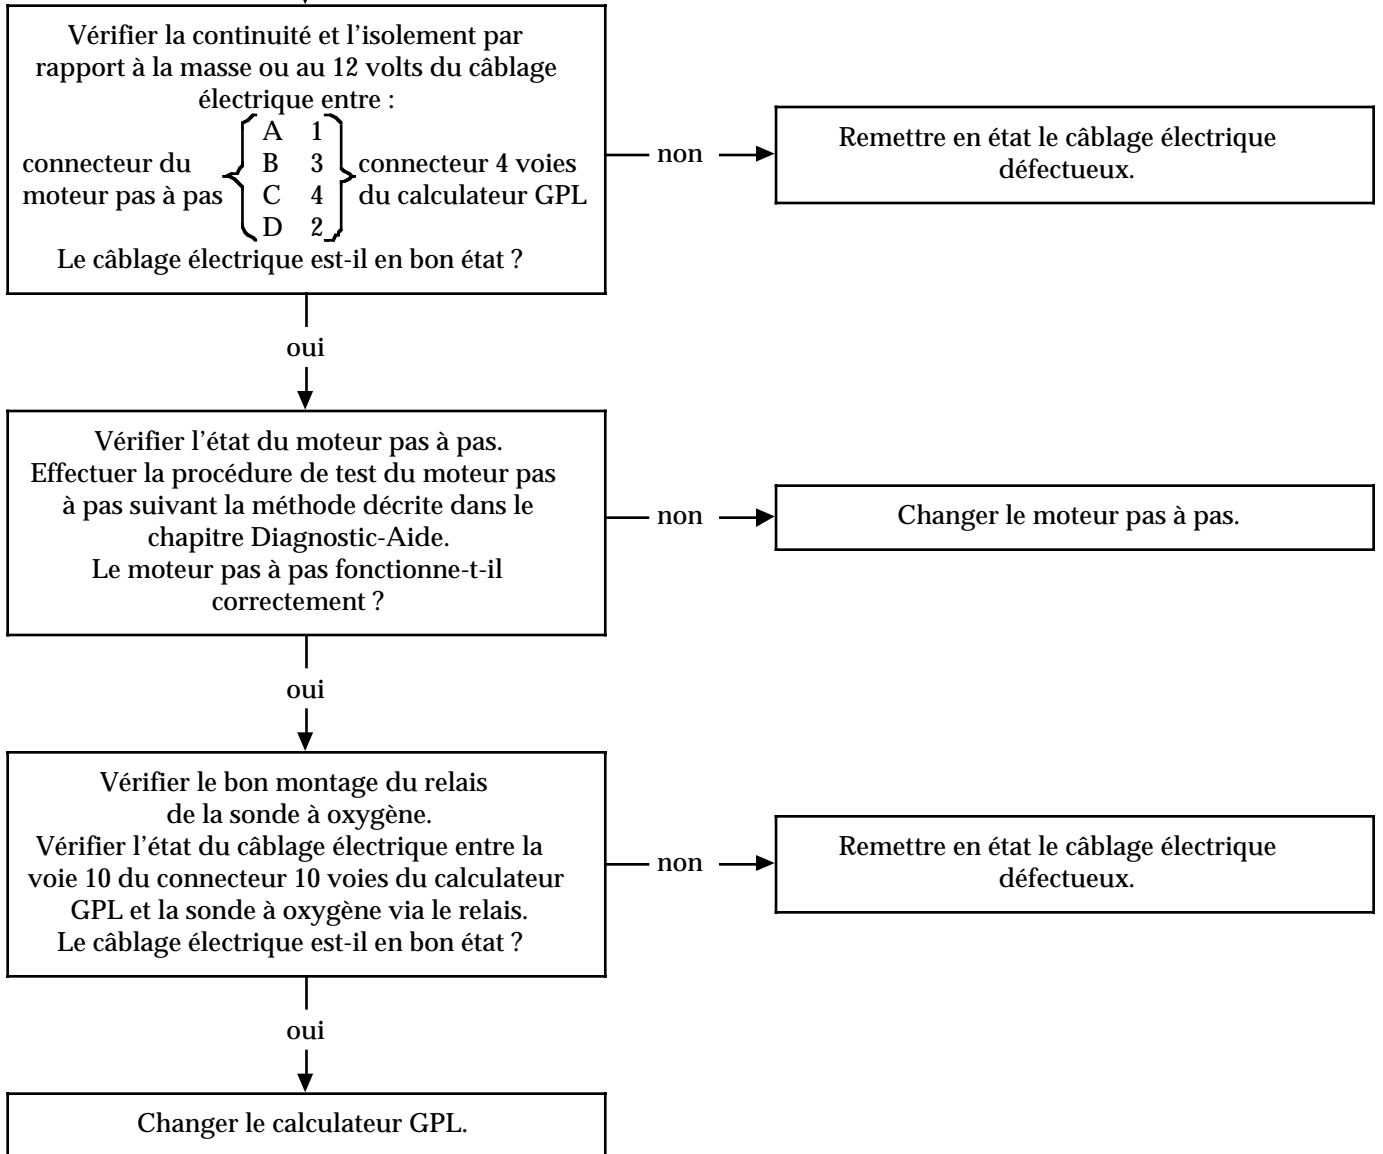 Vérifier la continuité et l'isolement par
rapport à la masse ou au 12 volts du câblage
électrique entre :
A 1
connecteur du B 3 connecteur 4 voies
moteur pas à pas C 4 du calculateur GPL
D 2
Le câblage électrique est-il en bon état ?
non
Remettre en état le câblage électrique
défectueux.
oui
Vérifier l'état du moteur pas à pas.
Effectuer la procédure de test du moteur pas
à pas suivant la méthode décrite dans le
chapitre Diagnostic-Aide.
Le moteur pas à pas fonctionne-t-il
correctement ?
non
Changer le moteur pas à pas.
oui
Vérifier le bon montage du relais
de la sonde à oxygène.
Vérifier l'état du câblage électrique entre la
voie 10 du connecteur 10 voies du calculateur
GPL et la sonde à oxygène via le relais.
Le câblage électrique est-il en bon état ?
non
Remettre en état le câblage électrique
défectueux.
oui
Changer le calculateur GPL.